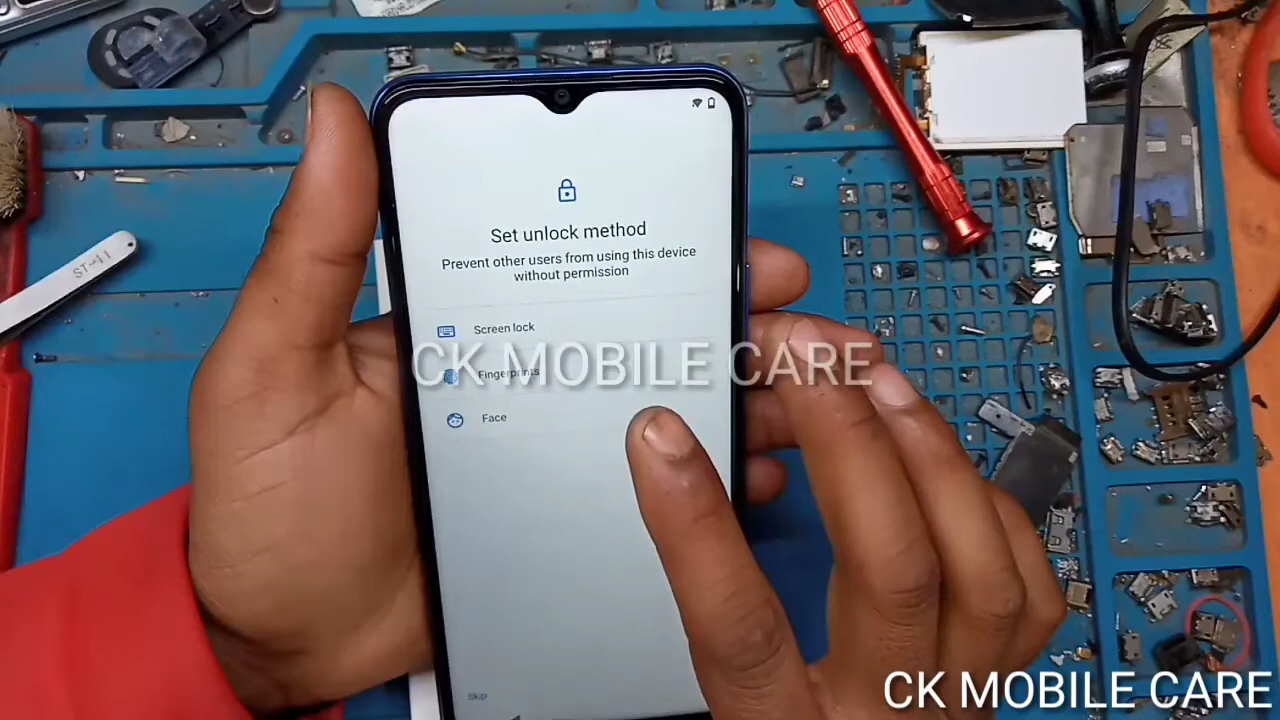 Set unlock method
Prevent other users from using this device
without permission
Screen lock
CK MOBILE CARE
Fingerprints
Face
Skip
ST-11
CK MOBILE CARE